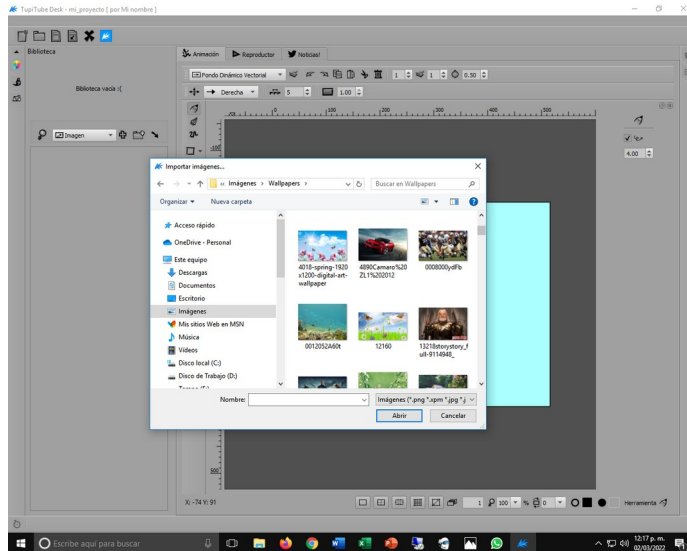 TupiTube Desk - mi_proyecto [ por Mi nombre ]
Biblioteca
Biblioteca vacía :(
Imagen
Animación
Reproductor
Noticias!
Fondo Dinámico Vectorial
1
1
0.50
Derecha
5
1.00
0
100
200
300
400
500
-100
4.00
Importar imágenes...
« Imágenes > Wallpapers >
Buscar en Wallpapers
Organizar
Nueva carpeta
Acceso rápido
OneDrive - Personal
Este equipo
Descargas
Documentos
Escritorio
Imágenes
Mis sitios Web en MSN
Música
Vídeos
Disco local (C:)
Disco de Trabajo (D:)
4018-spring-1920
x1200-digital-art-
wallpaper
4890Camaro%20
ZL1%202012
0008000ydFb
0012052A60t
12160
13218storystory_f
ull-9114948_
Nombre:
Imágenes (*.png *.xpm *.jpg *.j
Abrir
Cancelar
500
X: -74 Y: 91
1
100
%
0
Herramienta
Escribe aquí para buscar
12:17 p. m.
02/03/2022